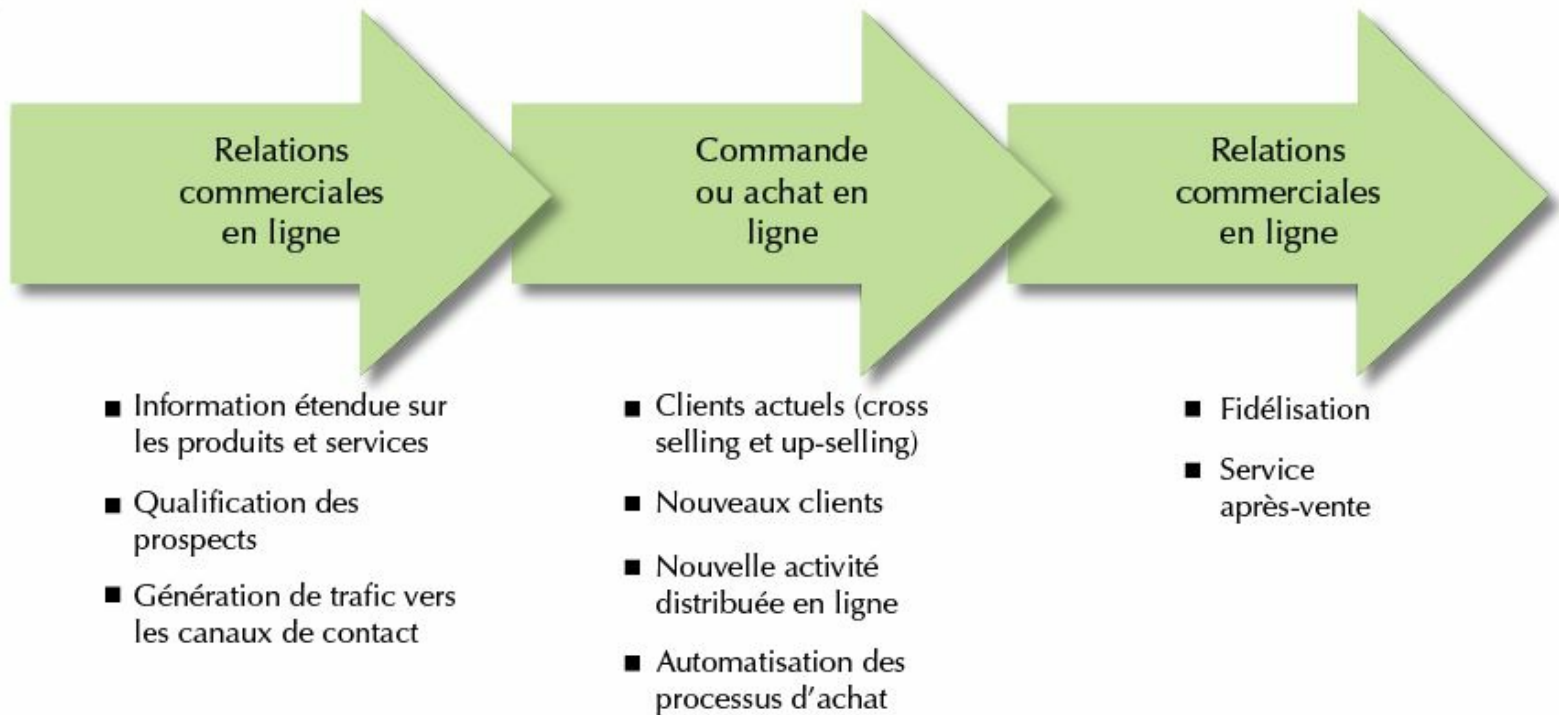 Relations
commerciales
en ligne
Commande
ou achat en
ligne
Relations
commerciales
en ligne
■ Information étendue sur
les produits et services
■ Qualification des
prospects
■ Génération de trafic vers
les canaux de contact
■ Clients actuels (cross
selling et up-selling)
■ Nouveaux clients
■ Nouvelle activité
distribuée en ligne
■ Automatisation des
processus d’achat
■ Fidélisation
■ Service
après-vente